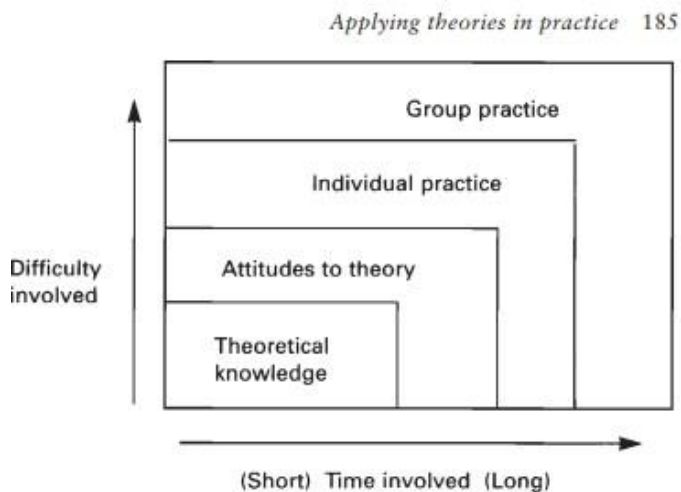 Applying theories in practice 185
Group practice
Individual practice
Attitudes to theory
Difficulty
involved
Theoretical
knowledge
(Short) Time involved (Long)